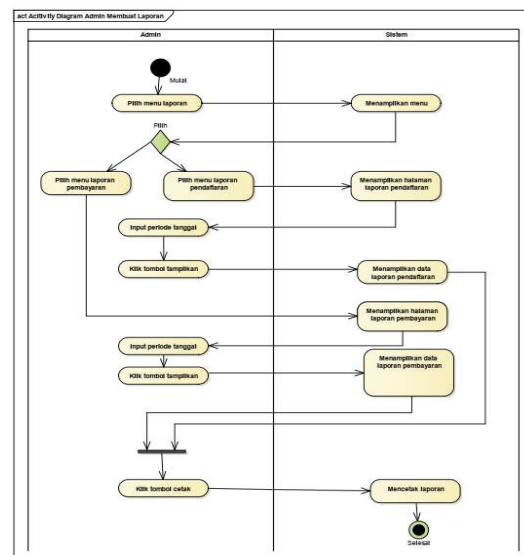 act Acitivity Diagram Admin Membuat Laporan
Admin
Sistem
Mulai
Pilih menu laporan
Menampilkan menu
Pilih
Pilih menu laporan
pembayaran
Pilih menu laporan
pendaftaran
Menampilkan halaman
laporan pendaftaran
Input periode tanggal
Klik tombol tampilkan
Menampilkan data
laporan pendaftaran
Menampilkan halaman
laporan pembayaran
Input periode tanggal
Klik tombol tampilkan
Menampilkan data
laporan pembayaran
Klik tombol cetak
Mencetak laporan
Selesai